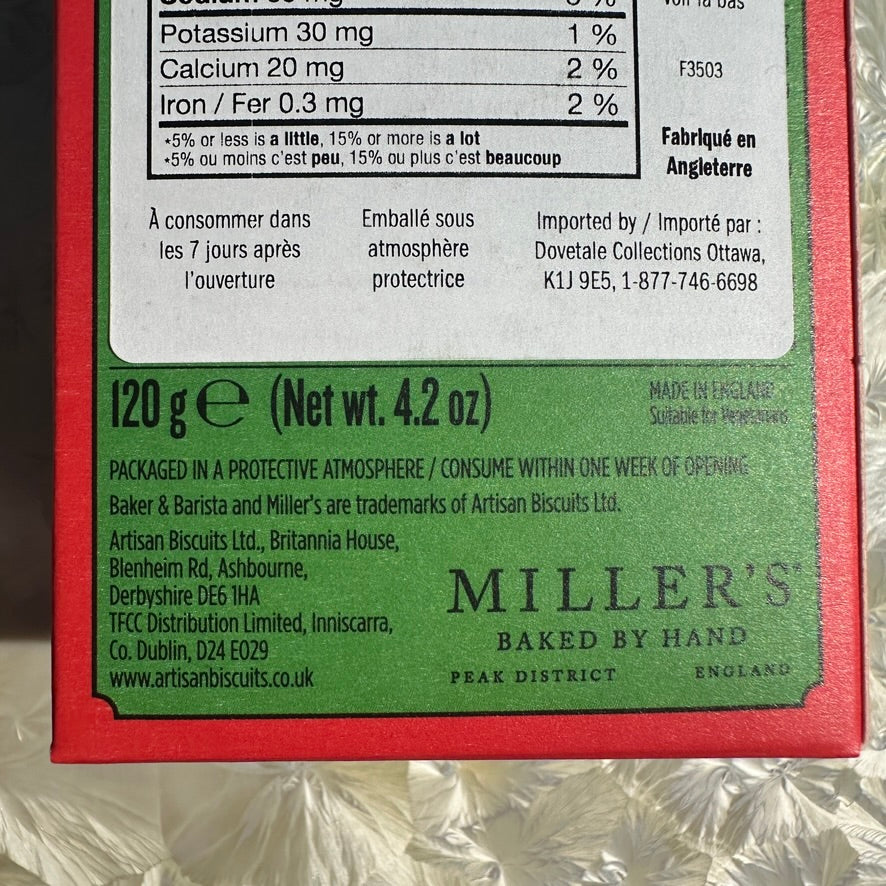 Potassium 30 mg 1 %
Calcium 20 mg 2 %
Iron / Fer 0.3 mg 2 %
*5% or less is a little, 15% or more is a lot
*5% ou moins c'est peu, 15% ou plus c'est beaucoup
F3503
Fabriqué en
Angleterre
À consommer dans
les 7 jours après
l'ouverture
Emballé sous
atmosphère
protectrice
Imported by / Importé par :
Dovetale Collections Ottawa,
K1J 9E5, 1-877-746-6698
120 g ℮ (Net wt. 4.2 oz)
MADE IN ENGLAND
Suitable for Vegetarians
PACKAGED IN A PROTECTIVE ATMOSPHERE / CONSUME WITHIN ONE WEEK OF OPENING
Baker & Barista and Miller's are trademarks of Artisan Biscuits Ltd.
Artisan Biscuits Ltd., Britannia House,
Blenheim Rd, Ashbourne,
Derbyshire DE6 1HA
TFCC Distribution Limited, Inniscarra,
Co. Dublin, D24 E029
www.artisanbiscuits.co.uk
MILLER'S
BAKED BY HAND
PEAK DISTRICT ENGLAND